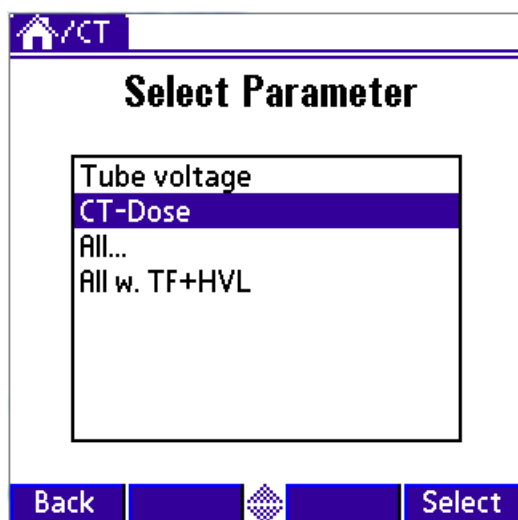 /CT
Select Parameter
Tube voltage
CT-Dose
All...
All w. TF+HVL
Back Select